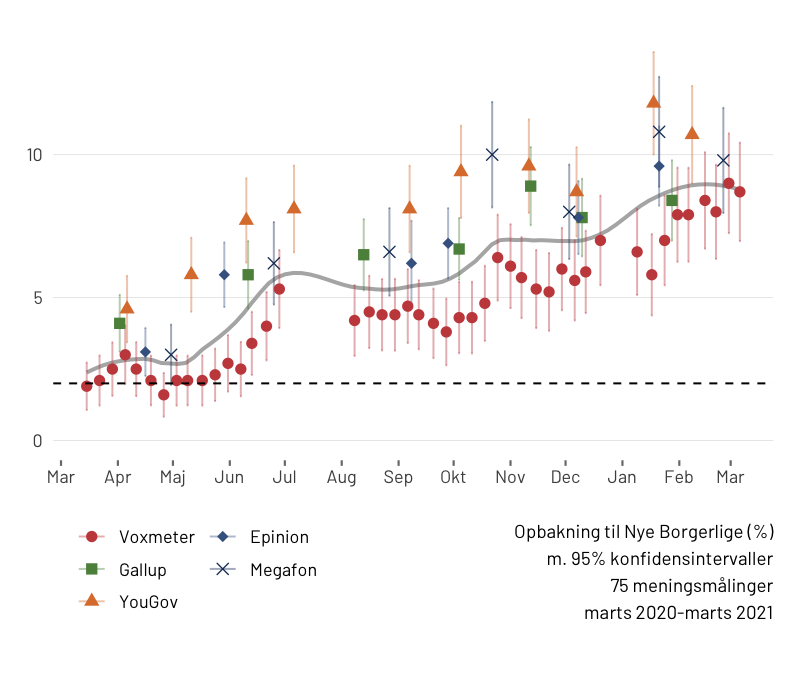 10
5
0
Mar Apr Maj Jun Jul Aug Sep Okt Nov Dec Jan Feb Mar
Voxmeter Epinion
Gallup Megafon
YouGov
Opbakning til Nye Borgerlige (%)
m. 95% konfidensintervaller
75 meningsmålinger
marts 2020-marts 2021